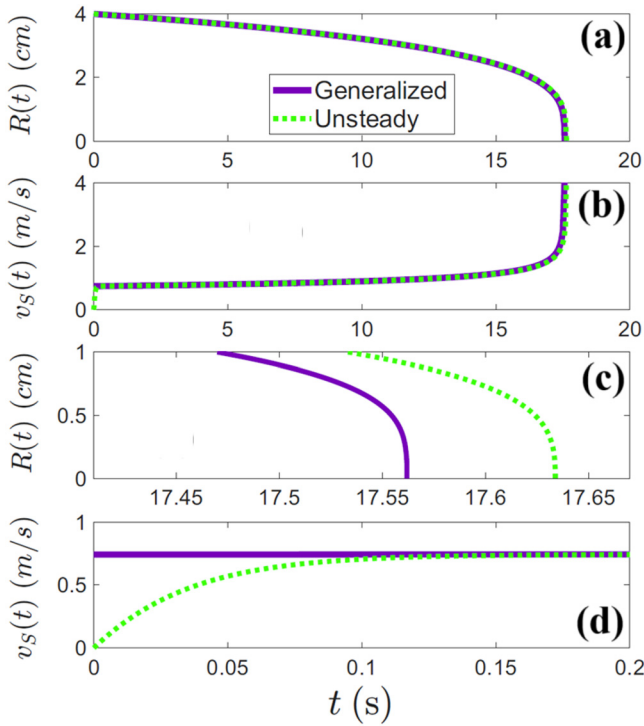 4
2
0
R(t) (cm)
(a)
Generalized
Unsteady
0 5 10 15 20
4
2
0
v_S(t) (m/s)
(b)
0 5 10 15 20
1
0.5
0
R(t) (cm)
(c)
17.45 17.5 17.55 17.6 17.65
1
0.5
0
v_S(t) (m/s)
(d)
0 0.05 0.1 0.15 0.2
t (s)